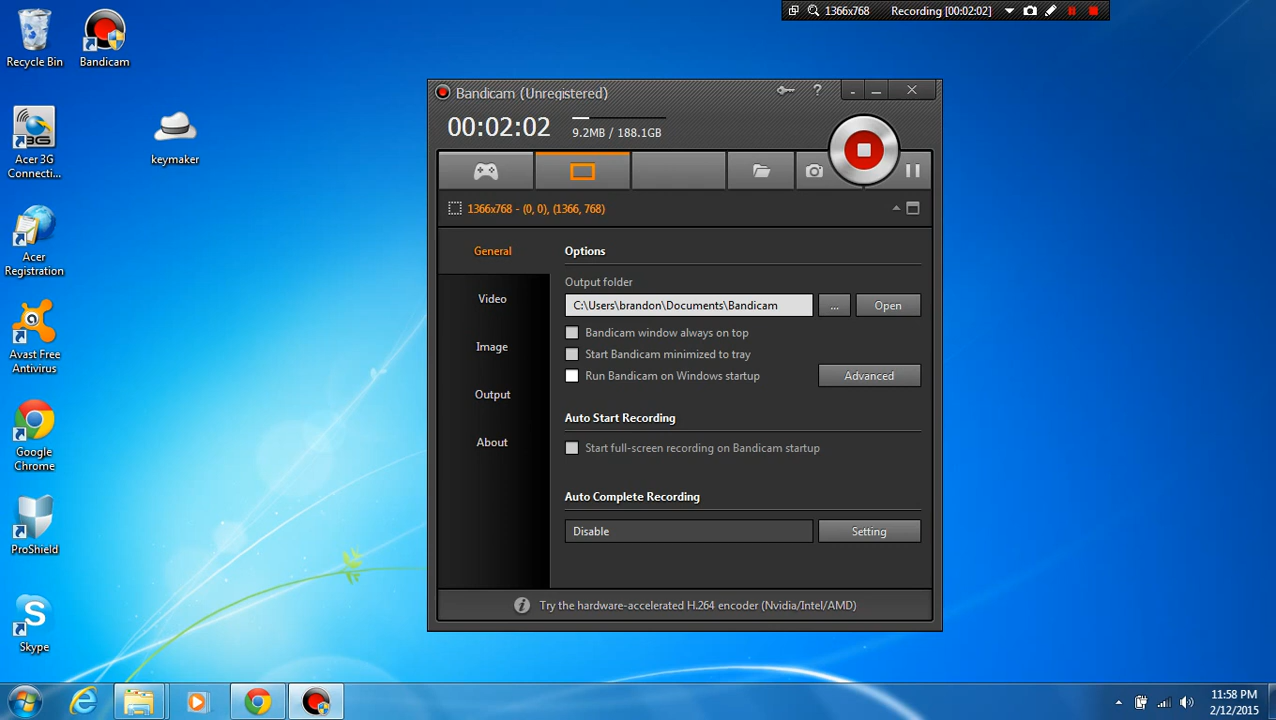 1366x768 Recording [00:02:02]
Recycle Bin
Bandicam
Acer 3G
Connecti...
keymaker
Acer
Registration
Avast Free
Antivirus
Google
Chrome
ProShield
Skype
Bandicam (Unregistered)
?
00:02:02
9.2MB / 188.1GB
1366x768 - (0, 0), (1366, 768)
General
Video
Image
Output
About
Options
Output folder
C:\Users\brandon\Documents\Bandicam
... Open
Bandicam window always on top
Start Bandicam minimized to tray
Run Bandicam on Windows startup
Advanced
Auto Start Recording
Start full-screen recording on Bandicam startup
Auto Complete Recording
Disable Setting
Try the hardware-accelerated H.264 encoder (Nvidia/Intel/AMD)
11:58 PM
2/12/2015